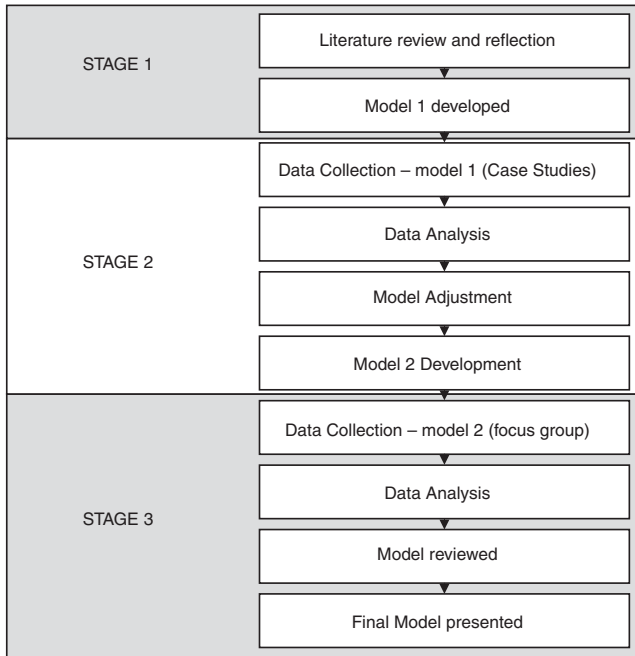 STAGE 1
Literature review and reflection
Model 1 developed
STAGE 2
Data Collection – model 1 (Case Studies)
Data Analysis
Model Adjustment
Model 2 Development
STAGE 3
Data Collection – model 2 (focus group)
Data Analysis
Model reviewed
Final Model presented